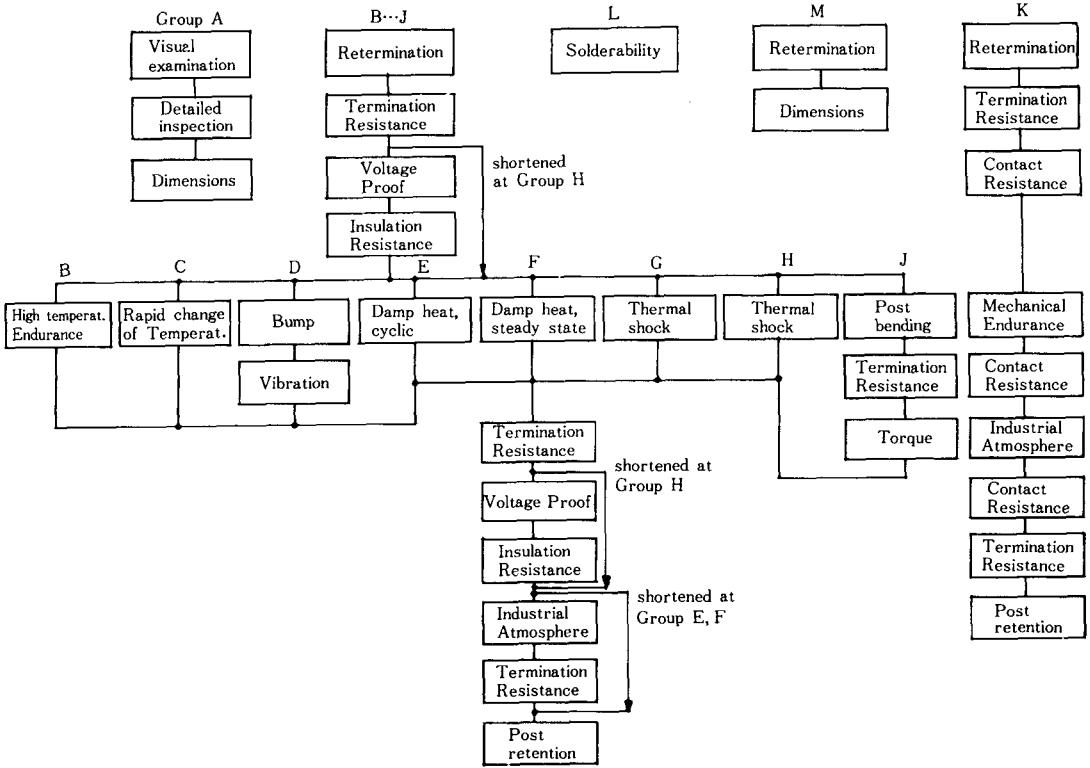 Group A
Visual
examination
Detailed
inspection
Dimensions
B…J
Retermination
Termination
Resistance
Voltage
Proof
Insulation
Resistance
shortened
at Group H
L
Solderability
M
Retermination
Dimensions
K
Retermination
Termination
Resistance
Contact
Resistance
Mechanical
Endurance
Contact
Resistance
Industrial
Atmosphere
Contact
Resistance
Termination
Resistance
Post
retention
B
High temperat.
Endurance
C
Rapid change
of Temperat.
D
Bump
Vibration
E
Damp heat,
cyclic
F
Damp heat,
steady state
G
Thermal
shock
H
Thermal
shock
J
Post
bending
Termination
Resistance
Torque
Termination
Resistance
shortened at
Group H
Voltage Proof
Insulation
Resistance
shortened at
Group E, F
Industrial
Atmosphere
Termination
Resistance
Post
retention